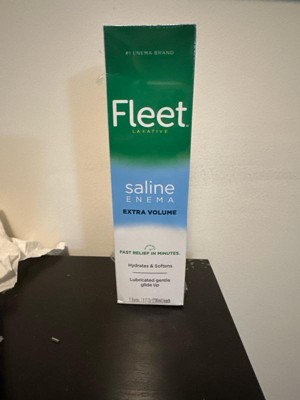 #1 ENEMA BRAND
Fleet
LAXATIVE
saline
ENEMA
EXTRA VOLUME
FAST RELIEF IN MINUTES.
Hydrates & Softens
Lubricated gentle
glide tip